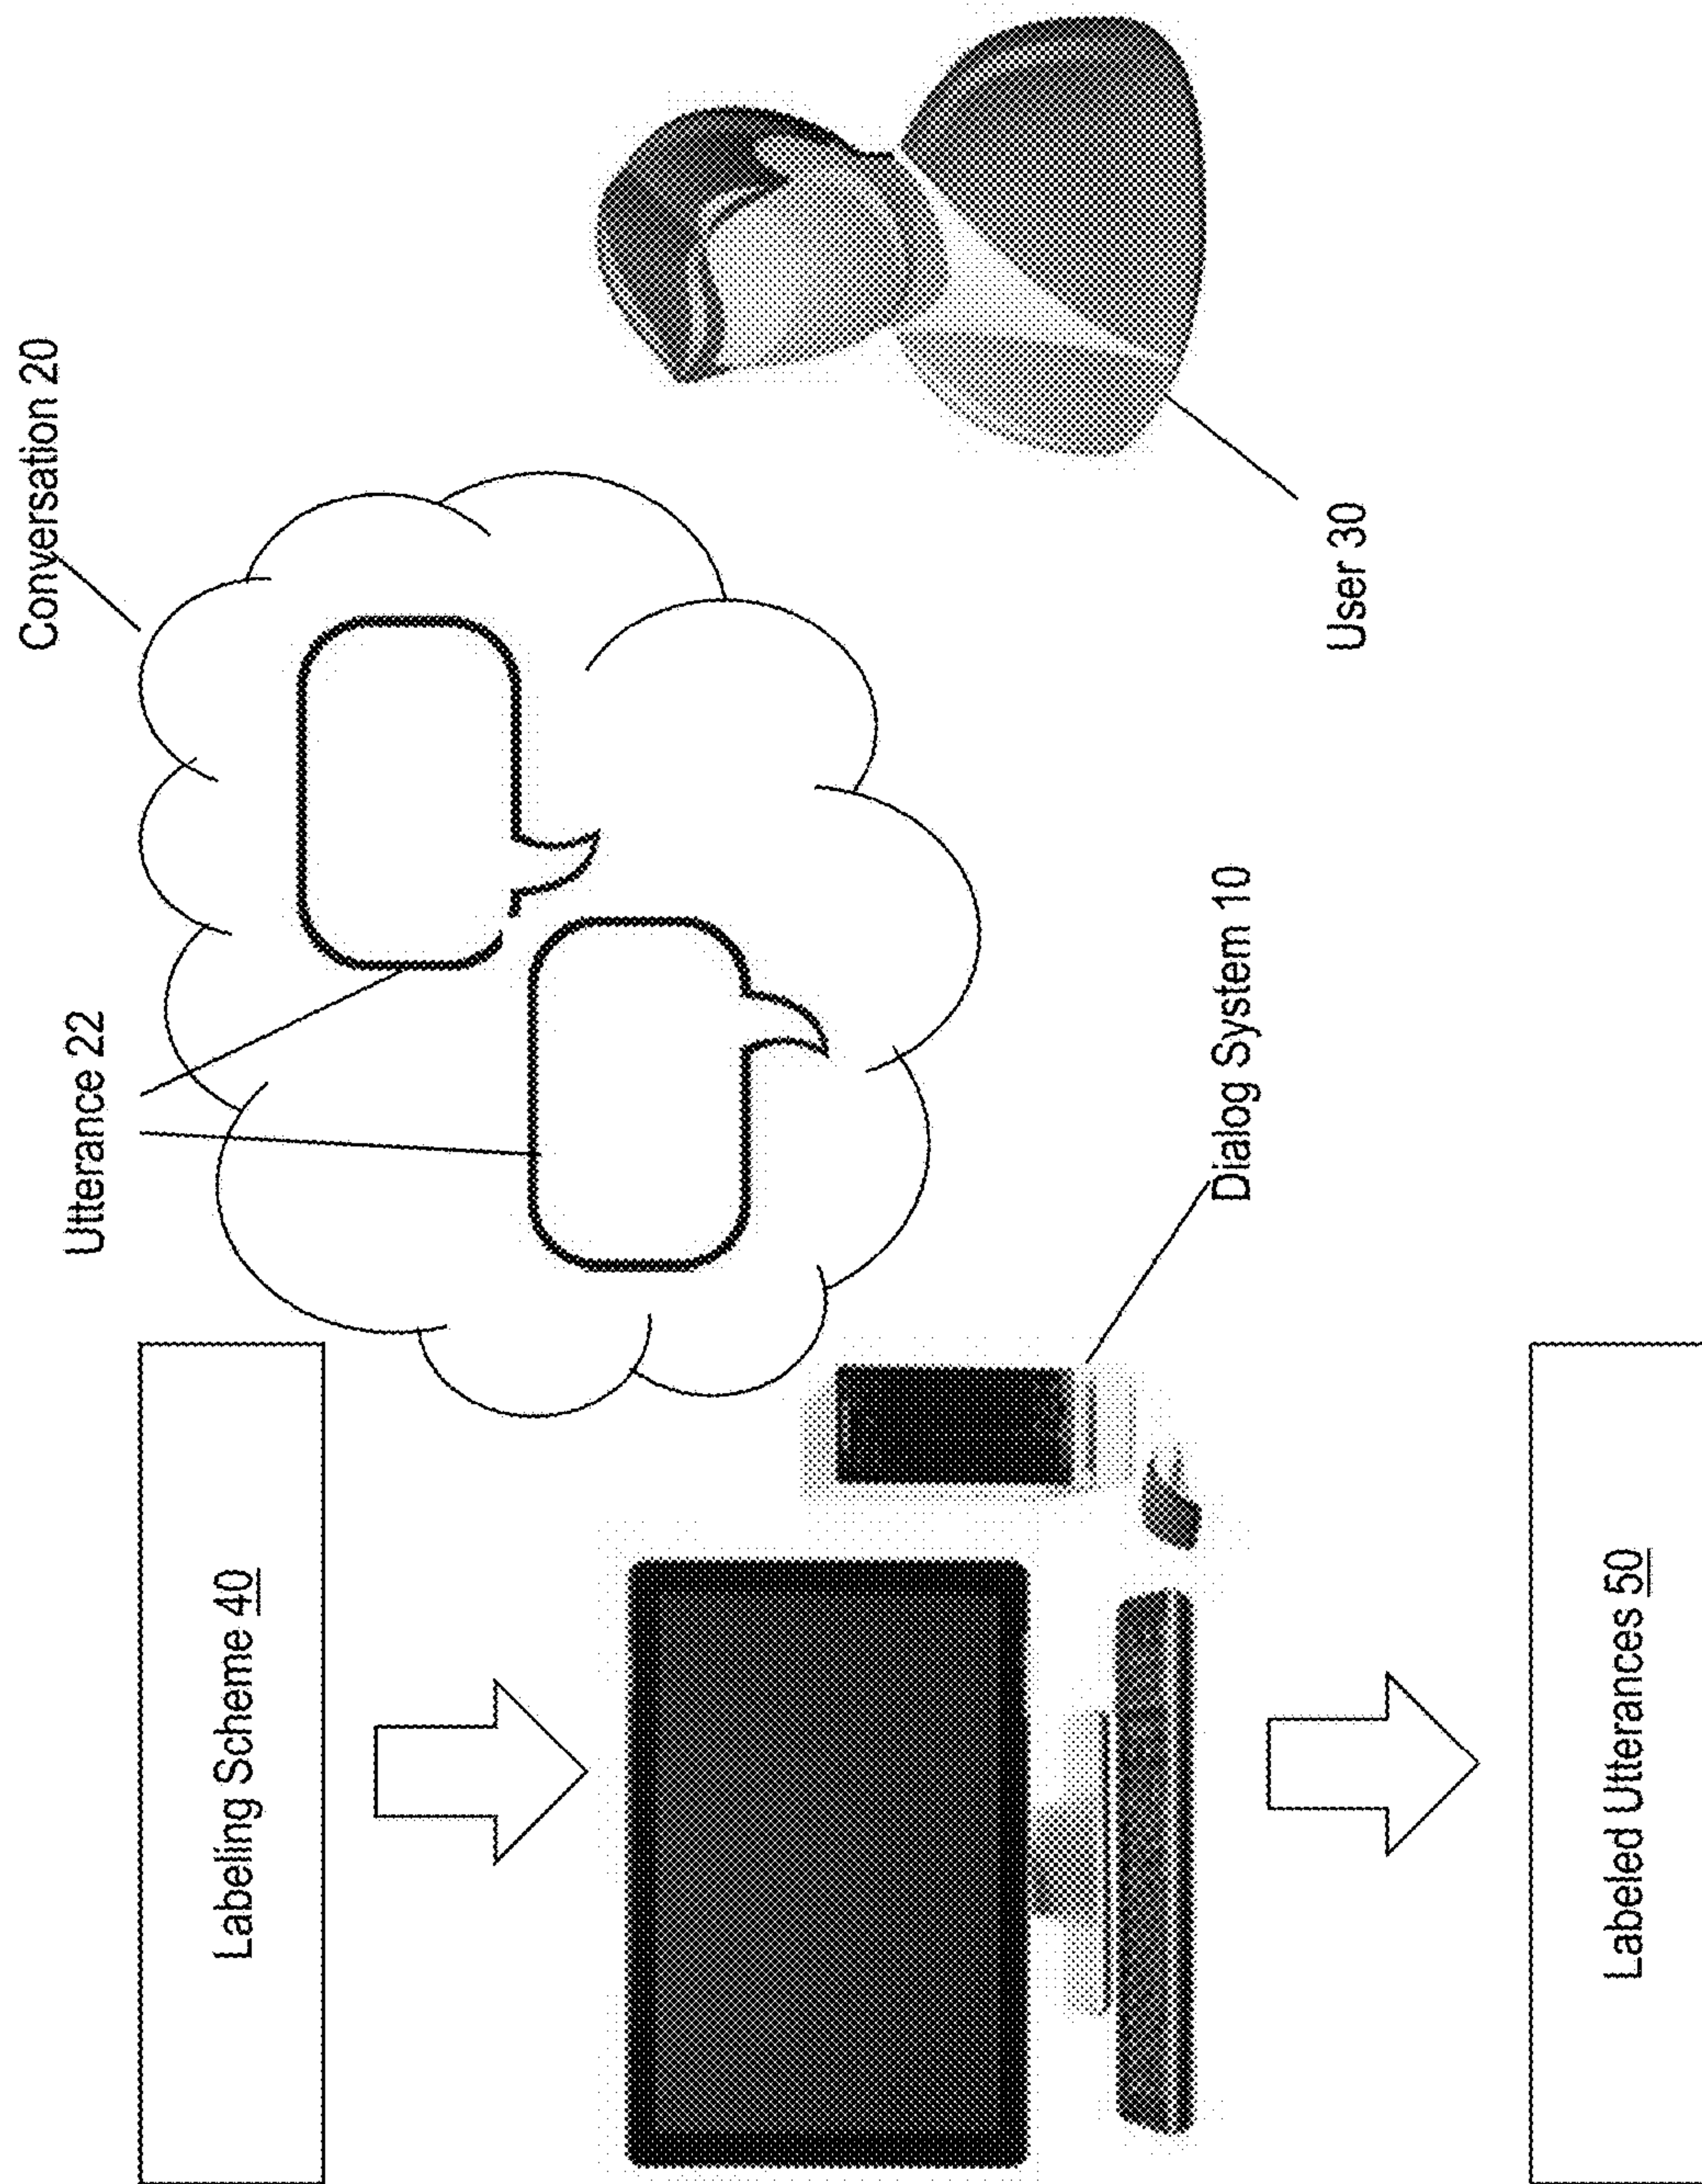 Conversation 20
Utterance 22
Labeling Scheme 40
User 30
Dialog System 10
Labeled Utterances 50